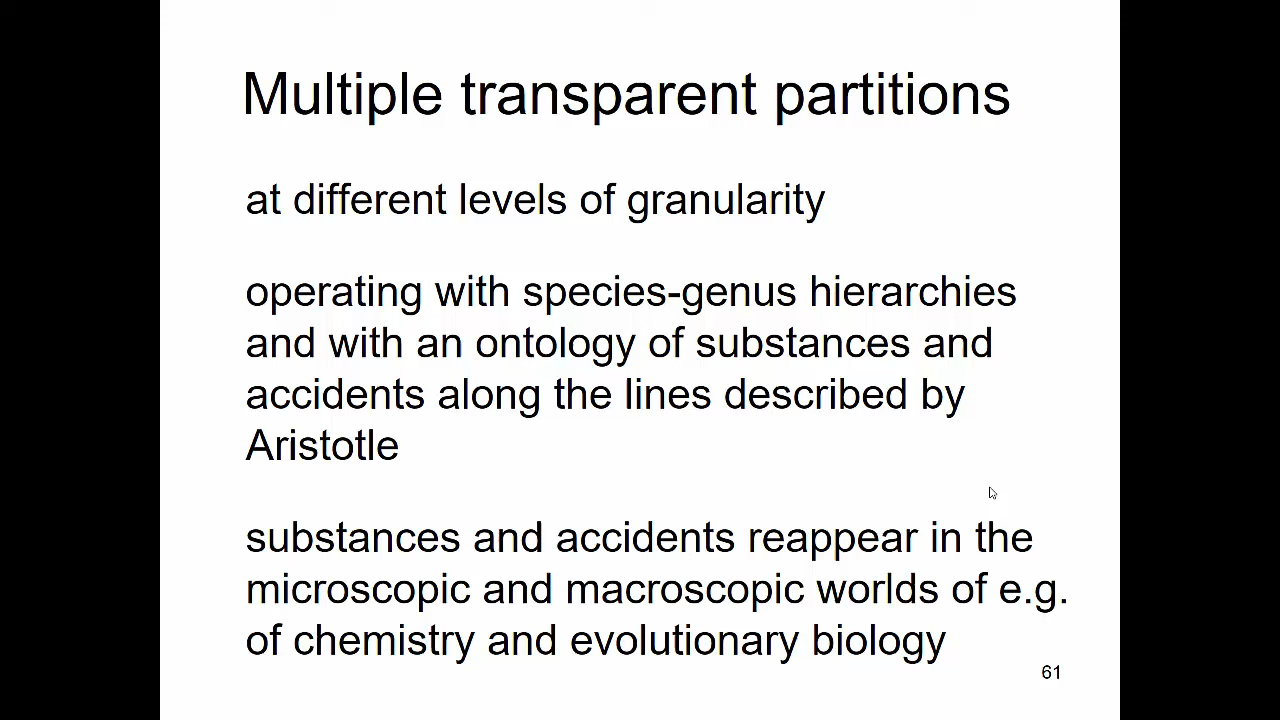 Multiple transparent partitions
at different levels of granularity
operating with species-genus hierarchies
and with an ontology of substances and
accidents along the lines described by
Aristotle
substances and accidents reappear in the
microscopic and macroscopic worlds of e.g.
of chemistry and evolutionary biology
61